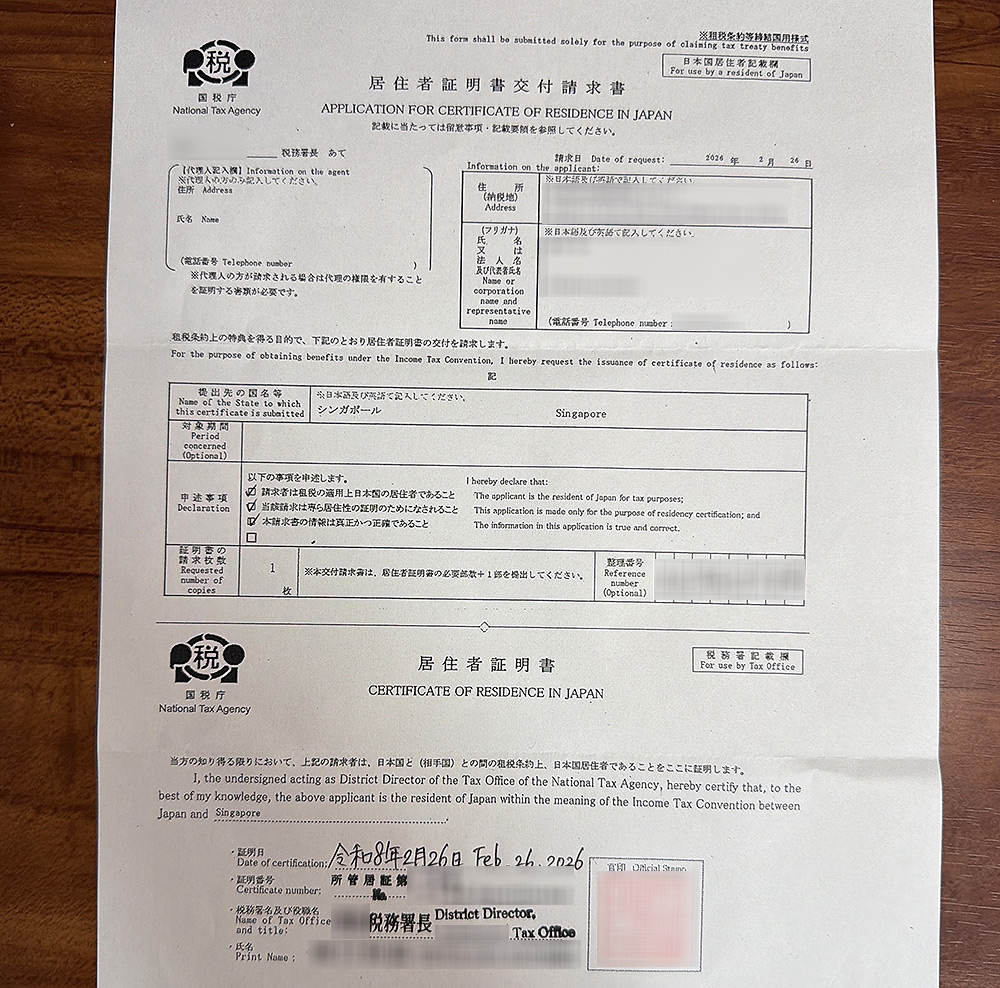 This form shall be submitted solely for the purpose of claiming tax treaty benefits
※租税条約等締結国用様式
税
国税庁
National Tax Agency
日本国居住者記載欄
For use by a resident of Japan
居住者証明書交付請求書
APPLICATION FOR CERTIFICATE OF RESIDENCE IN JAPAN
記載に当たっては留意事項・記載要領を参照してください。
税務署長 あて
請求日 Date of request: 2026 年 2 月 26 日
【代理人記入欄】Information on the agent
※代理人の方のみ記入してください。
住所 Address
氏名 Name
(電話番号 Telephone number )
※代理人の方が請求される場合は代理の権限を有すること
を証明する書類が必要です。
Information on the applicant:
住 所
(納税地)
Address
※日本語及び英語で記入してください。
(フリガナ)
氏 名
又 は
法 人 名
及び代表者氏名
Name or
corporation
name and
representative
name
※日本語及び英語で記入してください。
(電話番号 Telephone number: )
租税条約上の特典を得る目的で、下記のとおり居住者証明書の交付を請求します。
For the purpose of obtaining benefits under the Income Tax Convention, I hereby request the issuance of certificate of residence as follows:
記
提出先の国名等
Name of the State to which
this certificate is submitted
※日本語及び英語で記入してください。
シンガポール Singapore
対象期間
Period
concerned
(Optional)
申述事項
Declaration
以下の事項を申述します。 I hereby declare that:
請求者は租税の適用上日本国の居住者であること The applicant is the resident of Japan for tax purposes;
当該請求は専ら居住性の証明のためになされること This application is made only for the purpose of residency certification; and
本請求書の情報は真正かつ正確であること The information in this application is true and correct.
証明書の
請求枚数
Requested
number of
copies
1 枚
※本交付請求書は、居住者証明書の必要部数+1部を提出してください。
整理番号
Reference
number
(Optional)
税
国税庁
National Tax Agency
居住者証明書
CERTIFICATE OF RESIDENCE IN JAPAN
税務署記載欄
For use by Tax Office
当方の知り得る限りにおいて、上記の請求者は、日本国と(相手国)との間の租税条約上、日本国居住者であることをここに証明します。
I, the undersigned acting as District Director of the Tax Office of the National Tax Agency, hereby certify that, to the
best of my knowledge, the above applicant is the resident of Japan within the meaning of the Income Tax Convention between
Japan and Singapore .
・証明日
Date of certification: 令和8年2月26日 Feb. 26. 2026
・証明番号
Certificate number:
所管居証第
No.
・税務署名及び役職名
Name of Tax Office
and title:
税務署長 District Director,
Tax Office
・氏名
Print Name:
官印 Official Stamp